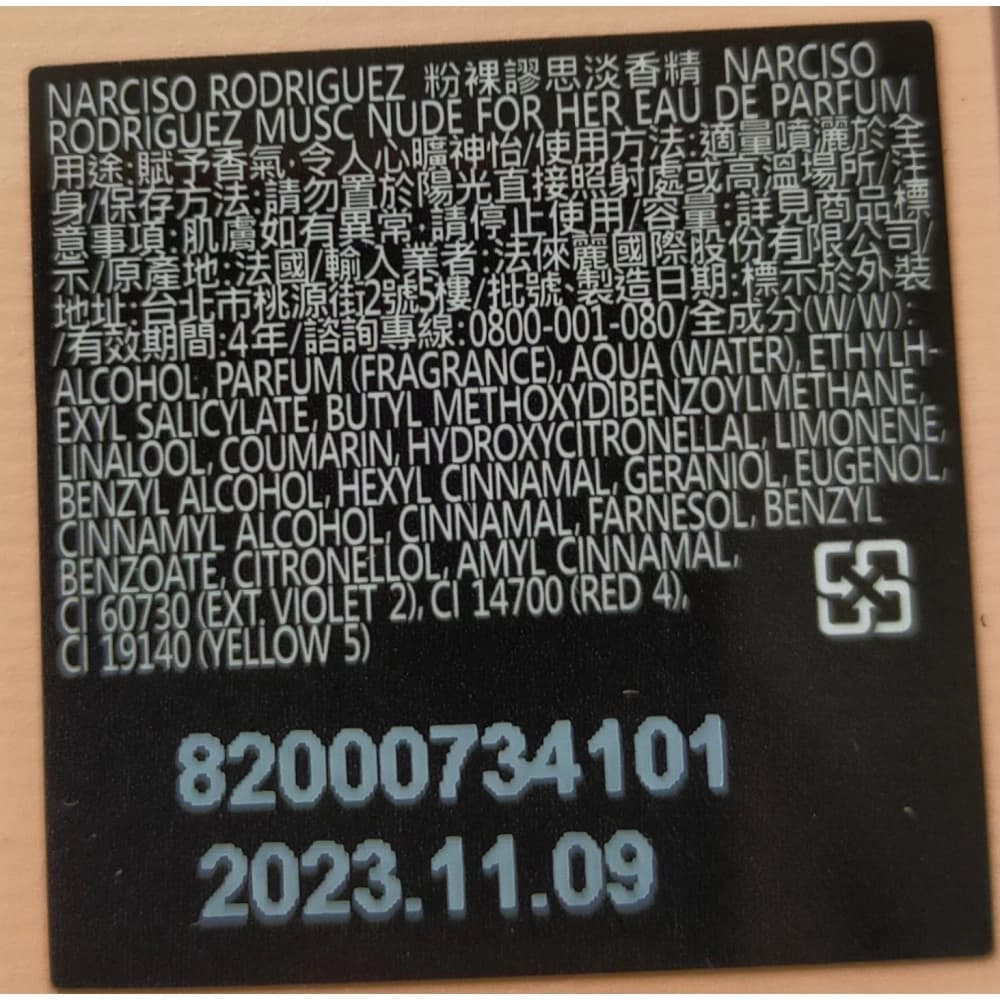 NARCISO RODRIGUEZ 粉裸謬思淡香精 NARCISO
RODRIGUEZ MUSC NUDE FOR HER EAU DE PARFUM
用途:賦予香氣,令人心曠神怡/使用方法:適量噴灑於全
身/保存方法:請勿置於陽光直接照射處或高溫場所/注
意事項:肌膚如有異常,請停止使用/容量:詳見商品標
示/原產地:法國/輸入業者:法倈麗國際股份有限公司/
地址:台北市桃源街2號5樓/批號、製造日期:標示於外裝
/有效期間:4年/諮詢專線:0800-001-080/全成分(W/W):
ALCOHOL, PARFUM (FRAGRANCE), AQUA (WATER), ETHYLH-
EXYL SALICYLATE, BUTYL METHOXYDIBENZOYLMETHANE,
LINALOOL, COUMARIN, HYDROXYCITRONELLAL, LIMONENE,
BENZYL ALCOHOL, HEXYL CINNAMAL, GERANIOL, EUGENOL,
CINNAMYL ALCOHOL, CINNAMAL, FARNESOL, BENZYL
BENZOATE, CITRONELLOL, AMYL CINNAMAL,
CI 60730 (EXT. VIOLET 2), CI 14700 (RED 4),
CI 19140 (YELLOW 5)
82000734101
2023.11.09